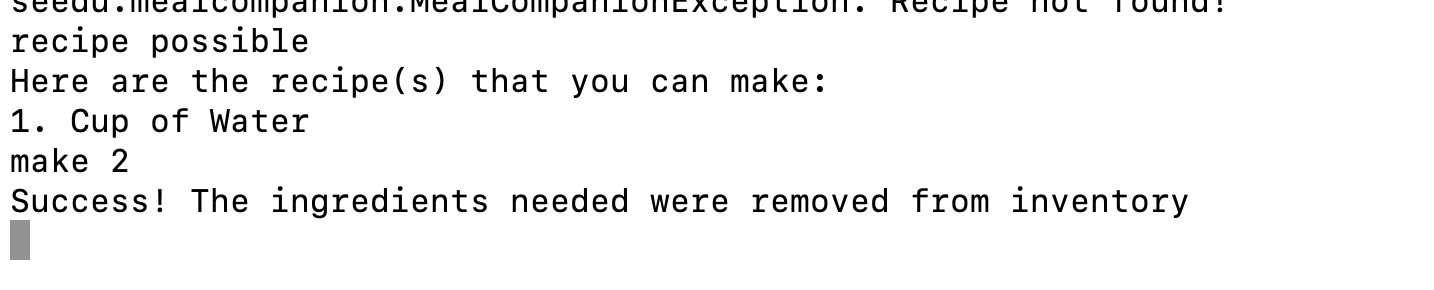 seedu.mealcompanion.MealCompanionException: Recipe not found!
recipe possible
Here are the recipe(s) that you can make:
1. Cup of Water
make 2
Success! The ingredients needed were removed from inventory